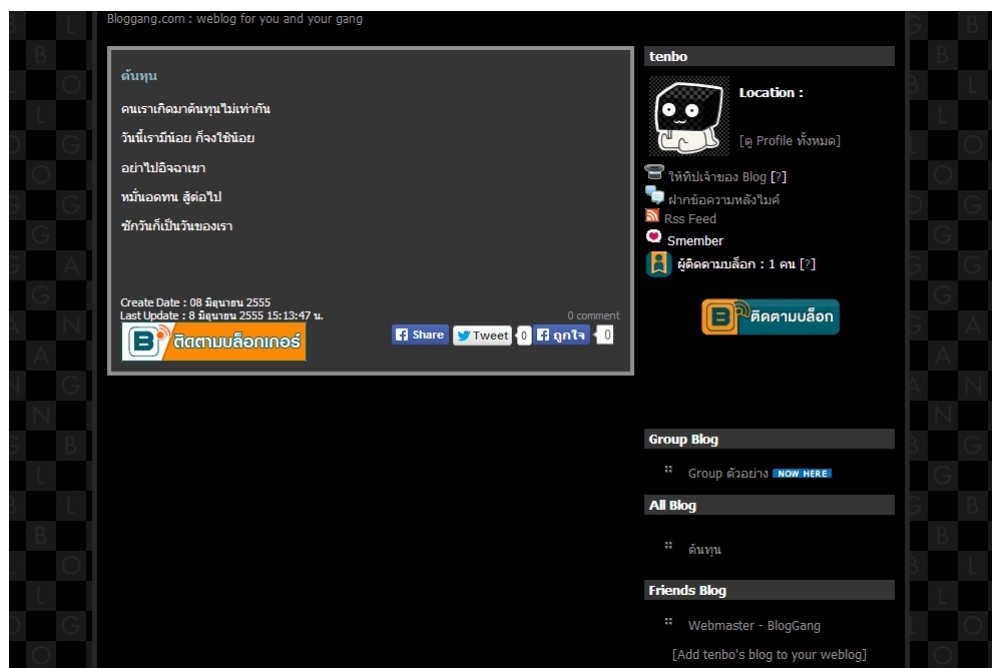 Bloggang.com : weblog for you and your gang
ต้นทุน
คนเราเกิดมาต้นทุนไม่เท่ากัน
วันนี้เรามีน้อย ก็จงใช้น้อย
อย่าไปอิจฉาเขา
หมั่นอดทน สู้ต่อไป
ซักวันก็เป็นวันของเรา
Create Date : 08 มิถุนายน 2555
Last Update : 8 มิถุนายน 2555 15:13:47 น.
0 comment
ติดตามบล็อกเกอร์
Share Tweet 0 ถูกใจ 0
tenbo
Location :
[ดู Profile ทั้งหมด]
ให้ทิปเจ้าของ Blog [?]
ฝากข้อความหลังไมค์
Rss Feed
Smember
ผู้ติดตามบล็อก : 1 คน [?]
ติดตามบล็อก
Group Blog
Group ตัวอย่าง NOW HERE
All Blog
ต้นทุน
Friends Blog
Webmaster - BlogGang
[Add tenbo's blog to your weblog]